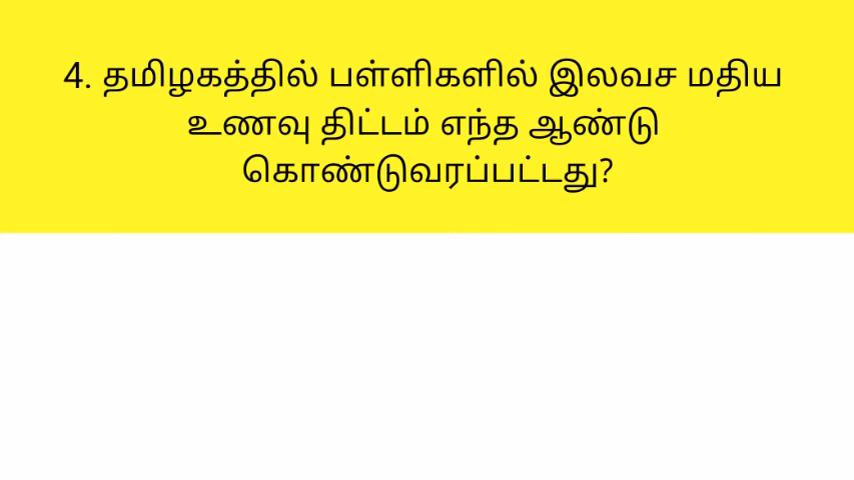 4. தமிழகத்தில் பள்ளிகளில் இலவச மதிய
உணவு திட்டம் எந்த ஆண்டு
கொண்டுவரப்பட்டது?